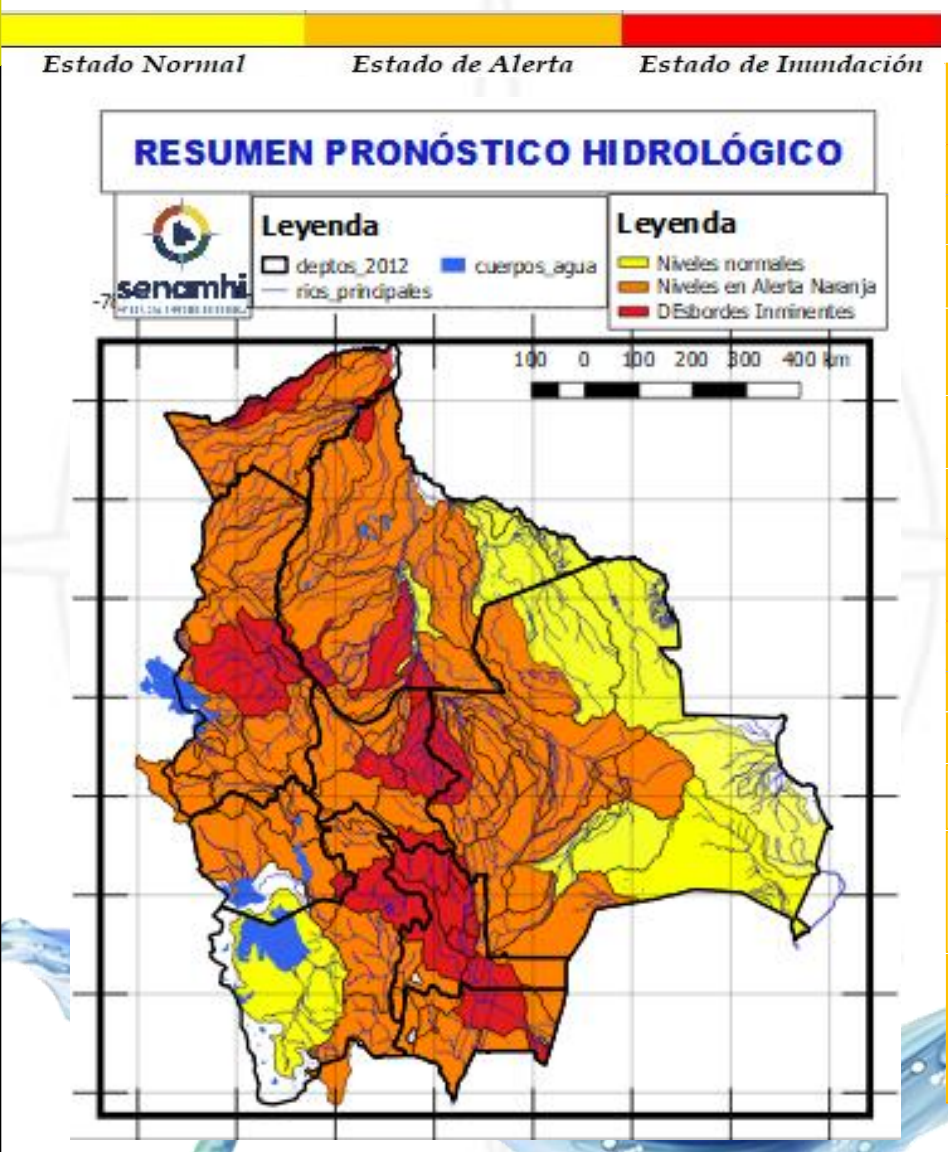 Estado Normal Estado de Alerta Estado de Inundación
RESUMEN PRONÓSTICO HIDROLÓGICO
senamhi
Leyenda
deptos_2012 cuerpos_agua
rios_principales
Leyenda
Niveles normales
Niveles en Alerta Naranja
DEsbordes Inminentes
100 0 100 200 300 400 km